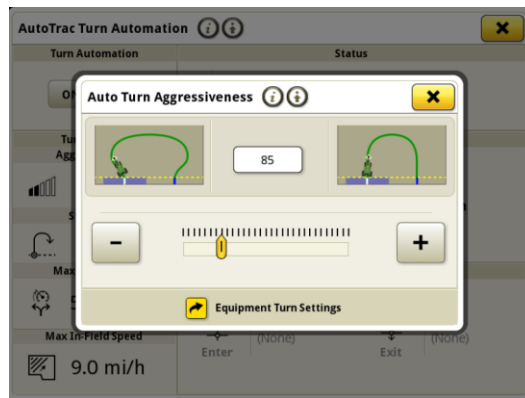 AutoTrac Turn Automation
Turn Automation
Status
Auto Turn Aggressiveness
85
-
+
Equipment Turn Settings
Max In-Field Speed
9.0 mi/h
Enter
(None)
Exit
(None)